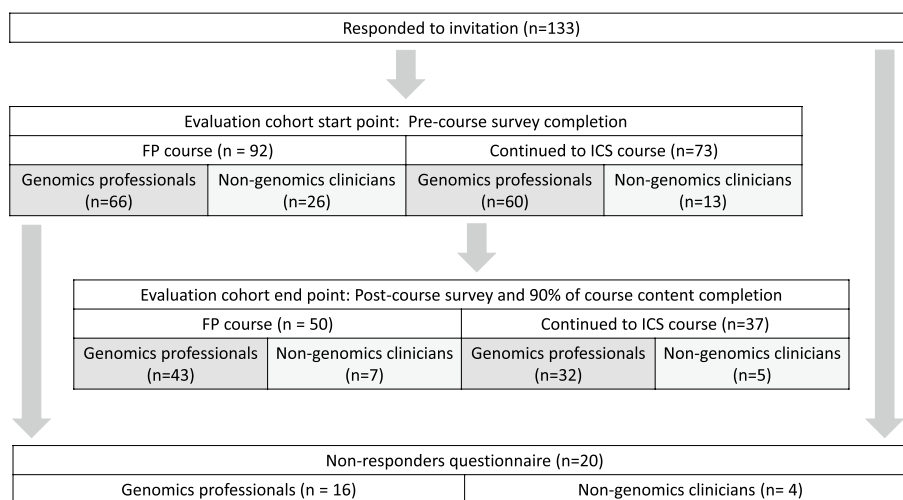 Responded to invitation (n=133)
Evaluation cohort start point:  Pre-course survey completion
FP course (n = 92)
Continued to ICS course (n=73)
Genomics professionals
(n=66)
Non-genomics clinicians
(n=26)
Genomics professionals
(n=60)
Non-genomics clinicians
(n=13)
Evaluation cohort end point: Post-course survey and 90% of course content completion
FP course (n = 50)
Continued to ICS course (n=37)
Genomics professionals
(n=43)
Non-genomics clinicians
(n=7)
Genomics professionals
(n=32)
Non-genomics clinicians
(n=5)
Non-responders questionnaire (n=20)
Genomics professionals (n = 16)
Non-genomics clinicians (n= 4)